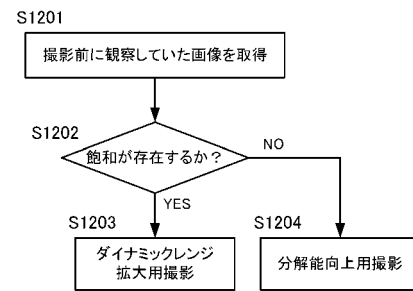 S1201
撮影前に観察していた画像を取得
S1202
飽和が存在するか？
NO
YES
S1203
ダイナミックレンジ
拡大用撮影
S1204
分解能向上用撮影